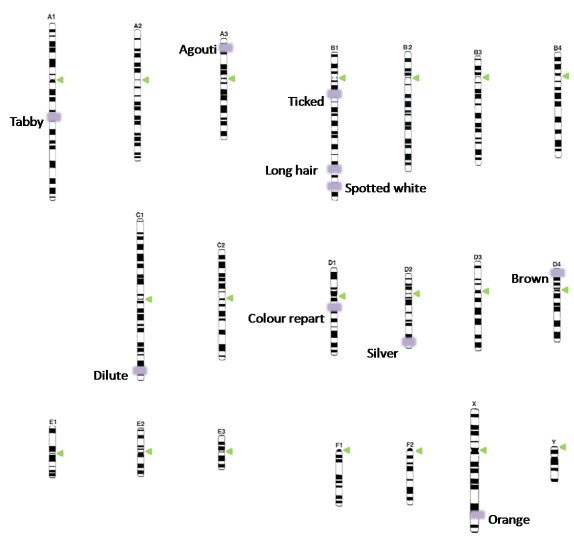 A1
A2
A3
Agouti
Tabby
B1
B2
B3
B4
Ticked
Long hair
Spotted white
C1
C2
Dilute
D1
D2
D3
D4
Brown
Colour repart
Silver
E1
E2
E3
F1
F2
X
Y
Orange